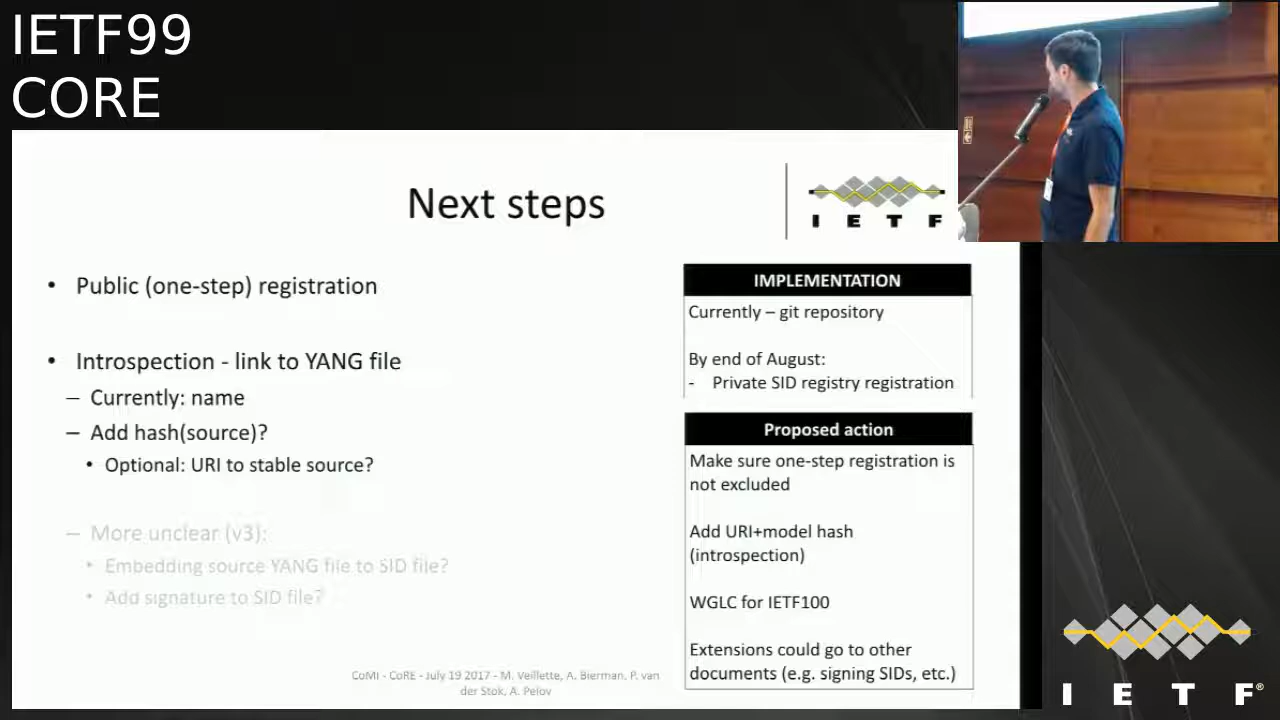 IETF99
CORE
Next steps
I E T F
• Public (one-step) registration
• Introspection - link to YANG file
– Currently: name
– Add hash(source)?
• Optional: URI to stable source?
– More unclear (v3):
• Embedding source YANG file to SID file?
• Add signature to SID file?
IMPLEMENTATION
Currently – git repository
By end of August:
- Private SID registry registration
Proposed action
Make sure one-step registration is
not excluded
Add URI+model hash
(introspection)
WGLC for IETF100
Extensions could go to other
documents (e.g. signing SIDs, etc.)
CoMI - CoRE - July 19 2017 - M. Veillette, A. Bierman, P. van
der Stok, A. Pelov
I E T F®